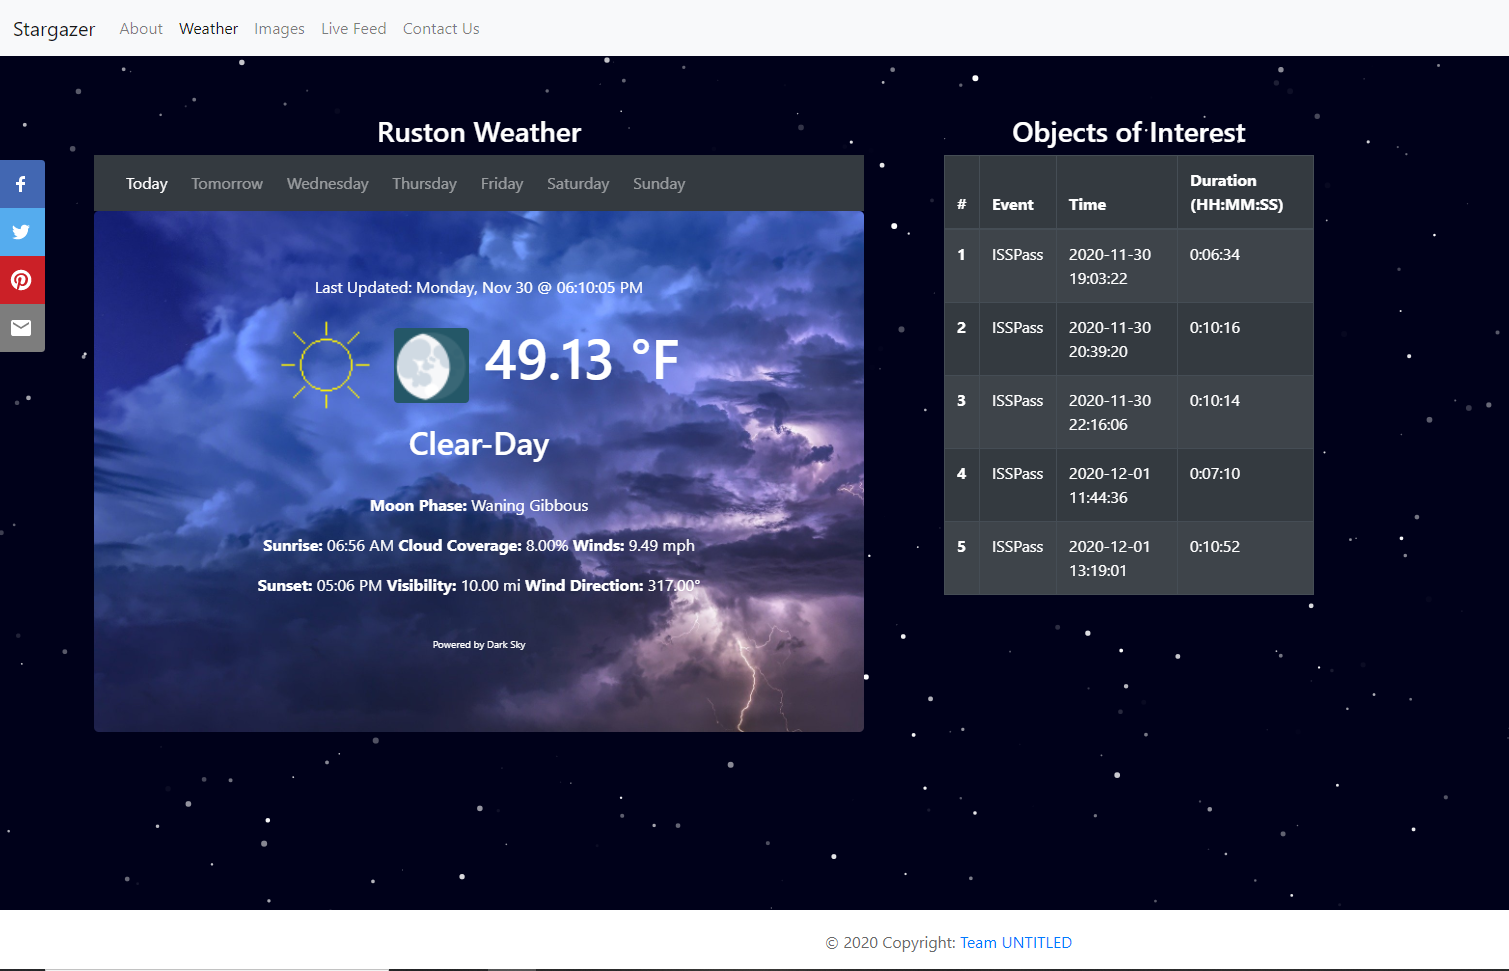 Stargazer About Weather Images Live Feed Contact Us
Ruston Weather
Today Tomorrow Wednesday Thursday Friday Saturday Sunday
Last Updated: Monday, Nov 30 @ 06:10:05 PM
49.13 °F
Clear-Day
Moon Phase: Waning Gibbous
Sunrise: 06:56 AM Cloud Coverage: 8.00% Winds: 9.49 mph
Sunset: 05:06 PM Visibility: 10.00 mi Wind Direction: 317.00°
Powered by Dark Sky
Objects of Interest
# Event Time Duration
(HH:MM:SS)
1 ISSPass 2020-11-30 0:06:34
19:03:22
2 ISSPass 2020-11-30 0:10:16
20:39:20
3 ISSPass 2020-11-30 0:10:14
22:16:06
4 ISSPass 2020-12-01 0:07:10
11:44:36
5 ISSPass 2020-12-01 0:10:52
13:19:01
© 2020 Copyright: Team UNTITLED